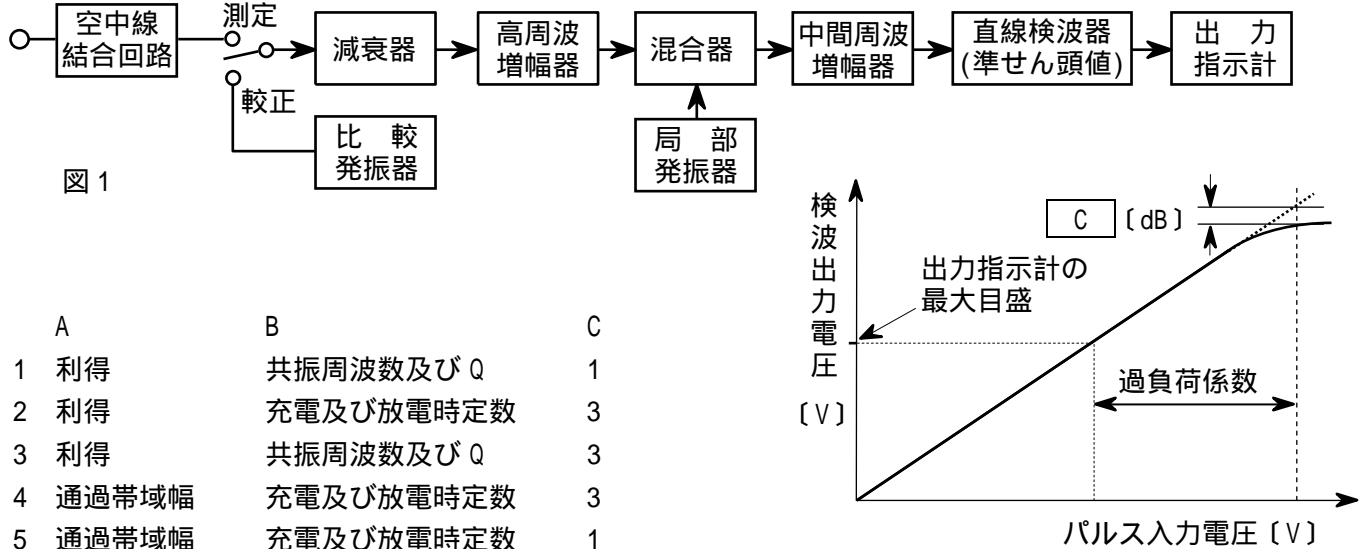 空中線
結合回路
測定
較正
減衰器
高周波
増幅器
混合器
中間周波
増幅器
直線検波器
(準せん頭値)
出 力
指示計
比 較
発振器
局 部
発振器
図1
検波出力電圧
〔V〕
C 〔dB〕
出力指示計の
最大目盛
過負荷係数
パルス入力電圧〔V〕
A B C
1 利得 共振周波数及びQ 1
2 利得 充電及び放電時定数 3
3 利得 共振周波数及びQ 3
4 通過帯域幅 充電及び放電時定数 3
5 通過帯域幅 充電及び放電時定数 1